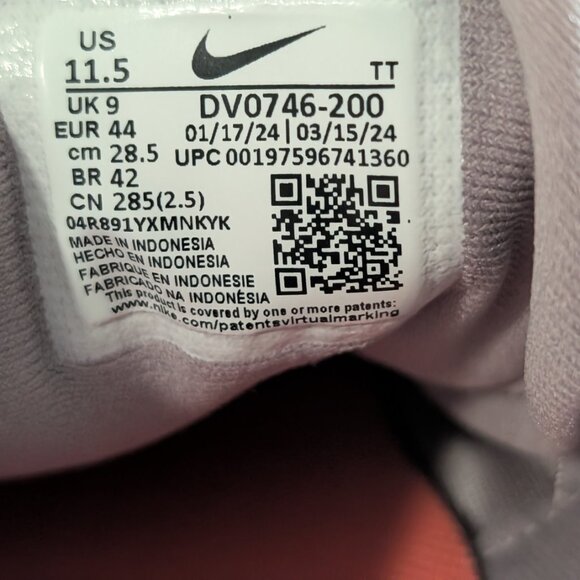 US
11.5 TT
UK 9 DV0746-200
EUR 44 01/17/24 | 03/15/24
cm 28.5 UPC 00197596741360
BR 42
CN 285(2.5)
04R891YXMNKYK
MADE IN INDONESIA
HECHO EN INDONESIA
FABRIQUE EN INDONESIE
FABRICADO NA INDONÈSIA
This product is covered by one or more patents:
www.nike.com/patentsvirtualmarking